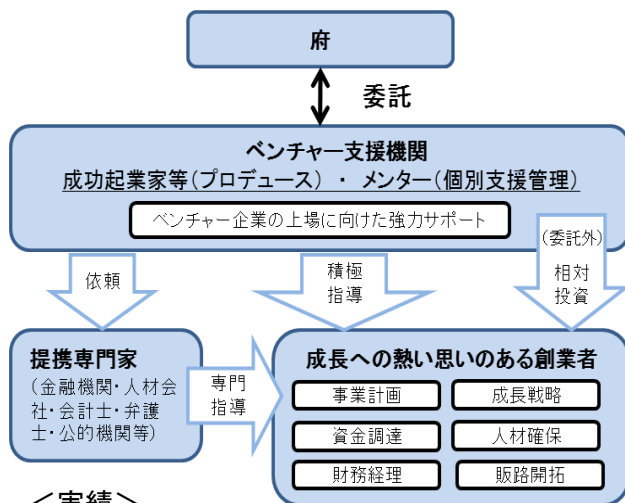 府
委託
ベンチャー支援機関
成功起業家等(プロデュース) ・ メンター(個別支援管理)
ベンチャー企業の上場に向けた強力サポート
(委託外)
相対
投資
依頼
積極
指導
提携専門家
(金融機関・人材会
社・会計士・弁護
士・公的機関等)
専門
指導
成長への熱い思いのある創業者
事業計画
成長戦略
資金調達
人材確保
財務経理
販路開拓
<実績>